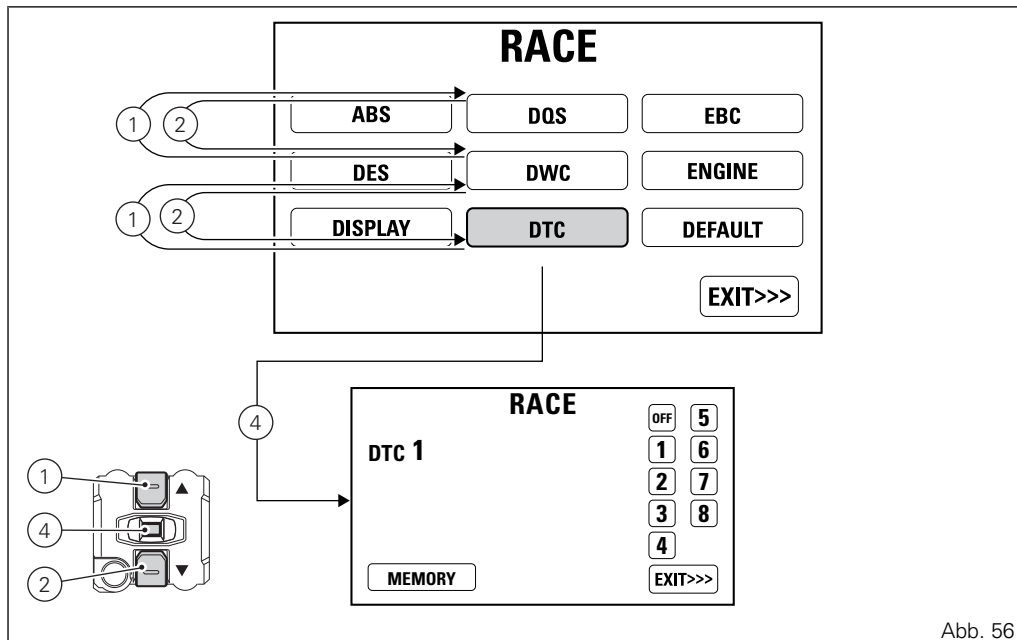 RACE
ABS DQS EBC
1 2
DES DWC ENGINE
1 2
DISPLAY DTC DEFAULT
EXIT>>>
4
RACE
DTC 1
OFF 5
1 6
2 7
3 8
4
MEMORY EXIT>>>
1
4
2
Abb. 56